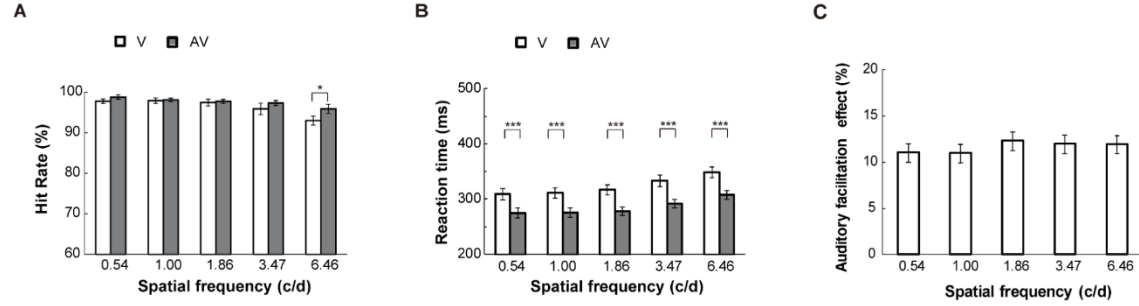 A
V AV
Hit Rate (%)
100
90
80
70
60
*
0.54 1.00 1.86 3.47 6.46
Spatial frequency (c/d)
B
V AV
Reaction time (ms)
500
400
300
200
*** *** *** *** ***
0.54 1.00 1.86 3.47 6.46
Spatial frequency (c/d)
C
Auditory facilitation effect (%)
20
15
10
5
0
0.54 1.00 1.86 3.47 6.46
Spatial frequency (c/d)